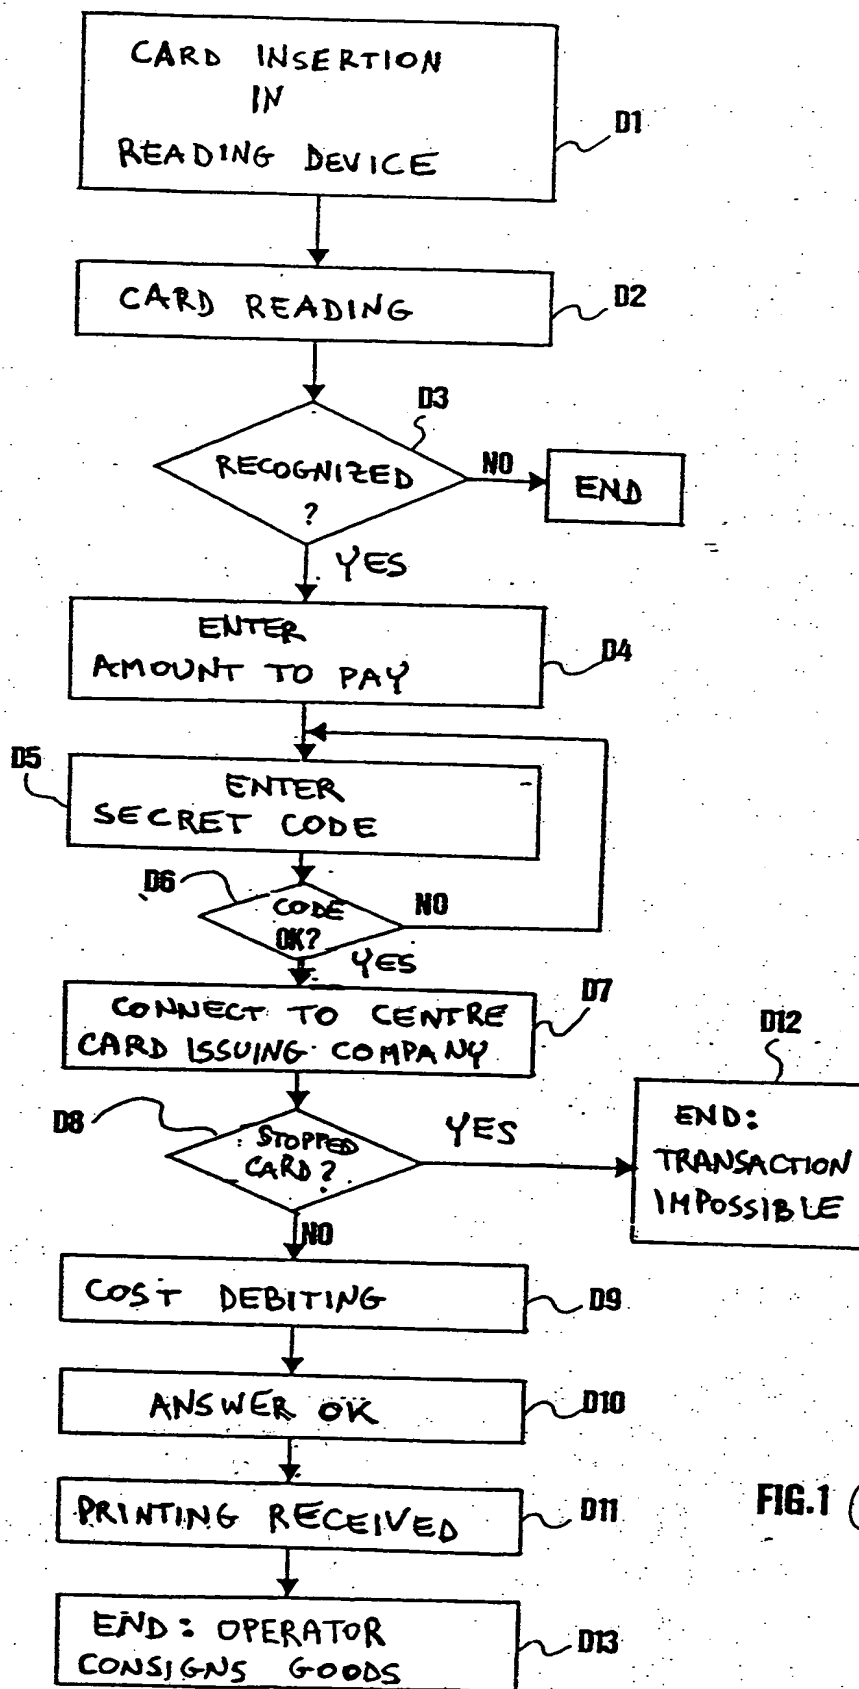 CARD INSERTION
IN
READING DEVICE
D1
CARD READING
D2
D3
RECOGNIZED
?
NO
END
YES
ENTER
AMOUNT TO PAY
D4
D5
ENTER
SECRET CODE
D6
CODE
OK?
NO
YES
CONNECT TO CENTRE
CARD ISSUING COMPANY
D7
D12
D8
STOPPED
CARD?
YES
END:
TRANSACTION
IMPOSSIBLE
NO
COST DEBITING
D9
ANSWER OK
D10
PRINTING RECEIVED
D11
FIG.1 (
END: OPERATOR
CONSIGNS GOODS
D13